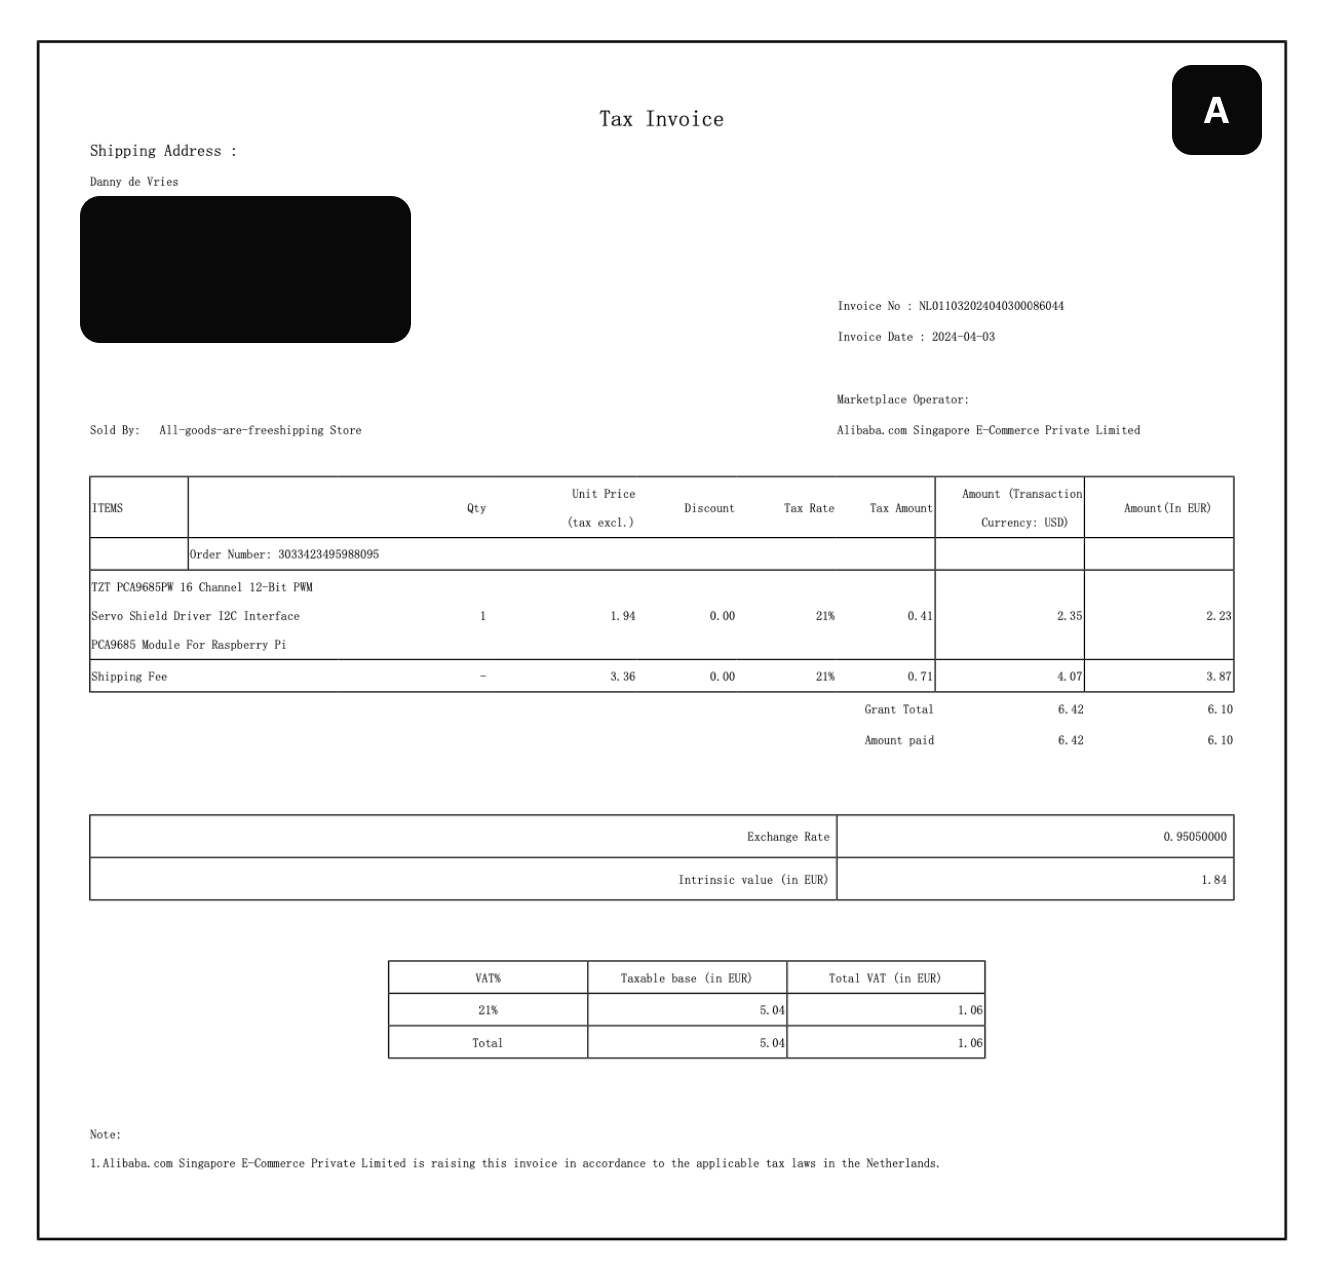 A
Tax Invoice
Shipping Address :
Danny de Vries
Invoice No : NL011032024040300086044
Invoice Date : 2024-04-03
Marketplace Operator:
Sold By: All-goods-are-freeshipping Store
Alibaba.com Singapore E-Commerce Private Limited
ITEMS Qty Unit Price (tax excl.) Discount Tax Rate Tax Amount Amount (Transaction Currency: USD) Amount(In EUR)
Order Number: 3033423495988095
TZT PCA9685PW 16 Channel 12-Bit PWM
Servo Shield Driver I2C Interface 1 1.94 0.00 21% 0.41 2.35 2.23
PCA9685 Module For Raspberry Pi
Shipping Fee - 3.36 0.00 21% 0.71 4.07 3.87
Grant Total 6.42 6.10
Amount paid 6.42 6.10
Exchange Rate 0.95050000
Intrinsic value (in EUR) 1.84
VAT% Taxable base (in EUR) Total VAT (in EUR)
21% 5.04 1.06
Total 5.04 1.06
Note:
1.Alibaba.com Singapore E-Commerce Private Limited is raising this invoice in accordance to the applicable tax laws in the Netherlands.